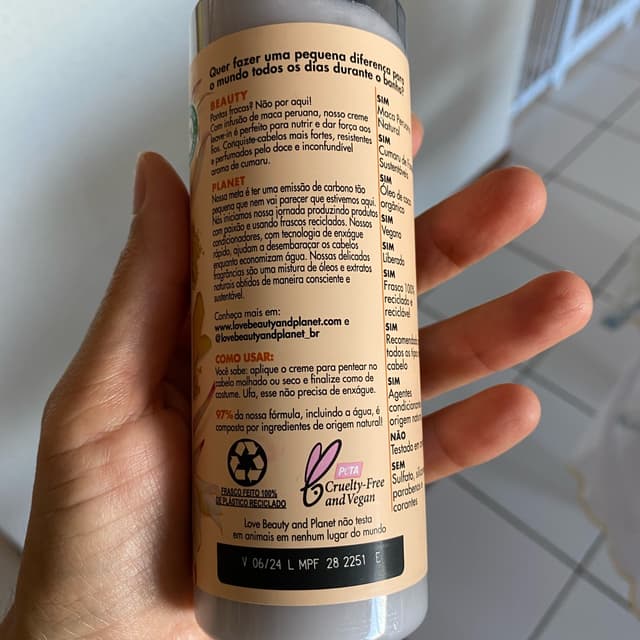 Quer fazer uma pequena diferença para
o mundo todos os dias durante o banho?
BEAUTY
Pontas fracas? Não por aqui!
Com infusão de maca peruana, nosso creme
leave-in é perfeito para nutrir e dar força aos
fios. Conquiste cabelos mais fortes, resistentes
e perfumados pelo doce e inconfundível
aroma de cumaru.
PLANET
Nossa meta é ter uma emissão de carbono tão
pequena que nem vai parecer que estivemos aqui.
Nós iniciamos nossa jornada produzindo produtos
com paixão e usando frascos reciclados. Nossos
condicionadores, com tecnologia de enxágue
rápido, ajudam a desembaraçar os cabelos
enquanto economizam água. Nossas delicadas
fragrâncias são uma mistura de óleos e extratos
naturais obtidos de maneira consciente e
sustentável.
Conheça mais em:
www.lovebeautyandplanet.com e
@lovebeautyandplanet_br
COMO USAR:
Você sabe: aplique o creme para pentear no
cabelo molhado ou seco e finalize como de
costume. Ufa, esse não precisa de enxágue.
97% da nossa fórmula, incluindo a água, é
composta por ingredientes de origem natural!
FRASCO FEITO 100%
DE PLÁSTICO RECICLADO
PETA
Cruelty-Free
and Vegan
Love Beauty and Planet não testa
em animais em nenhum lugar do mundo
V 06/24 L MPF 28 2251 E
SIM
Maca
Natural
SIM
Cumaru de
SIM
Óleo de coco
orgânico
SIM
Vegano
SIM
Liberado
SIM
Frasco 100%
reciclado e
reciclável
SIM
todos os
cabelo
SIM
Agentes
origem
NÃO
Testado em
SEM
Sulfato,
corantes